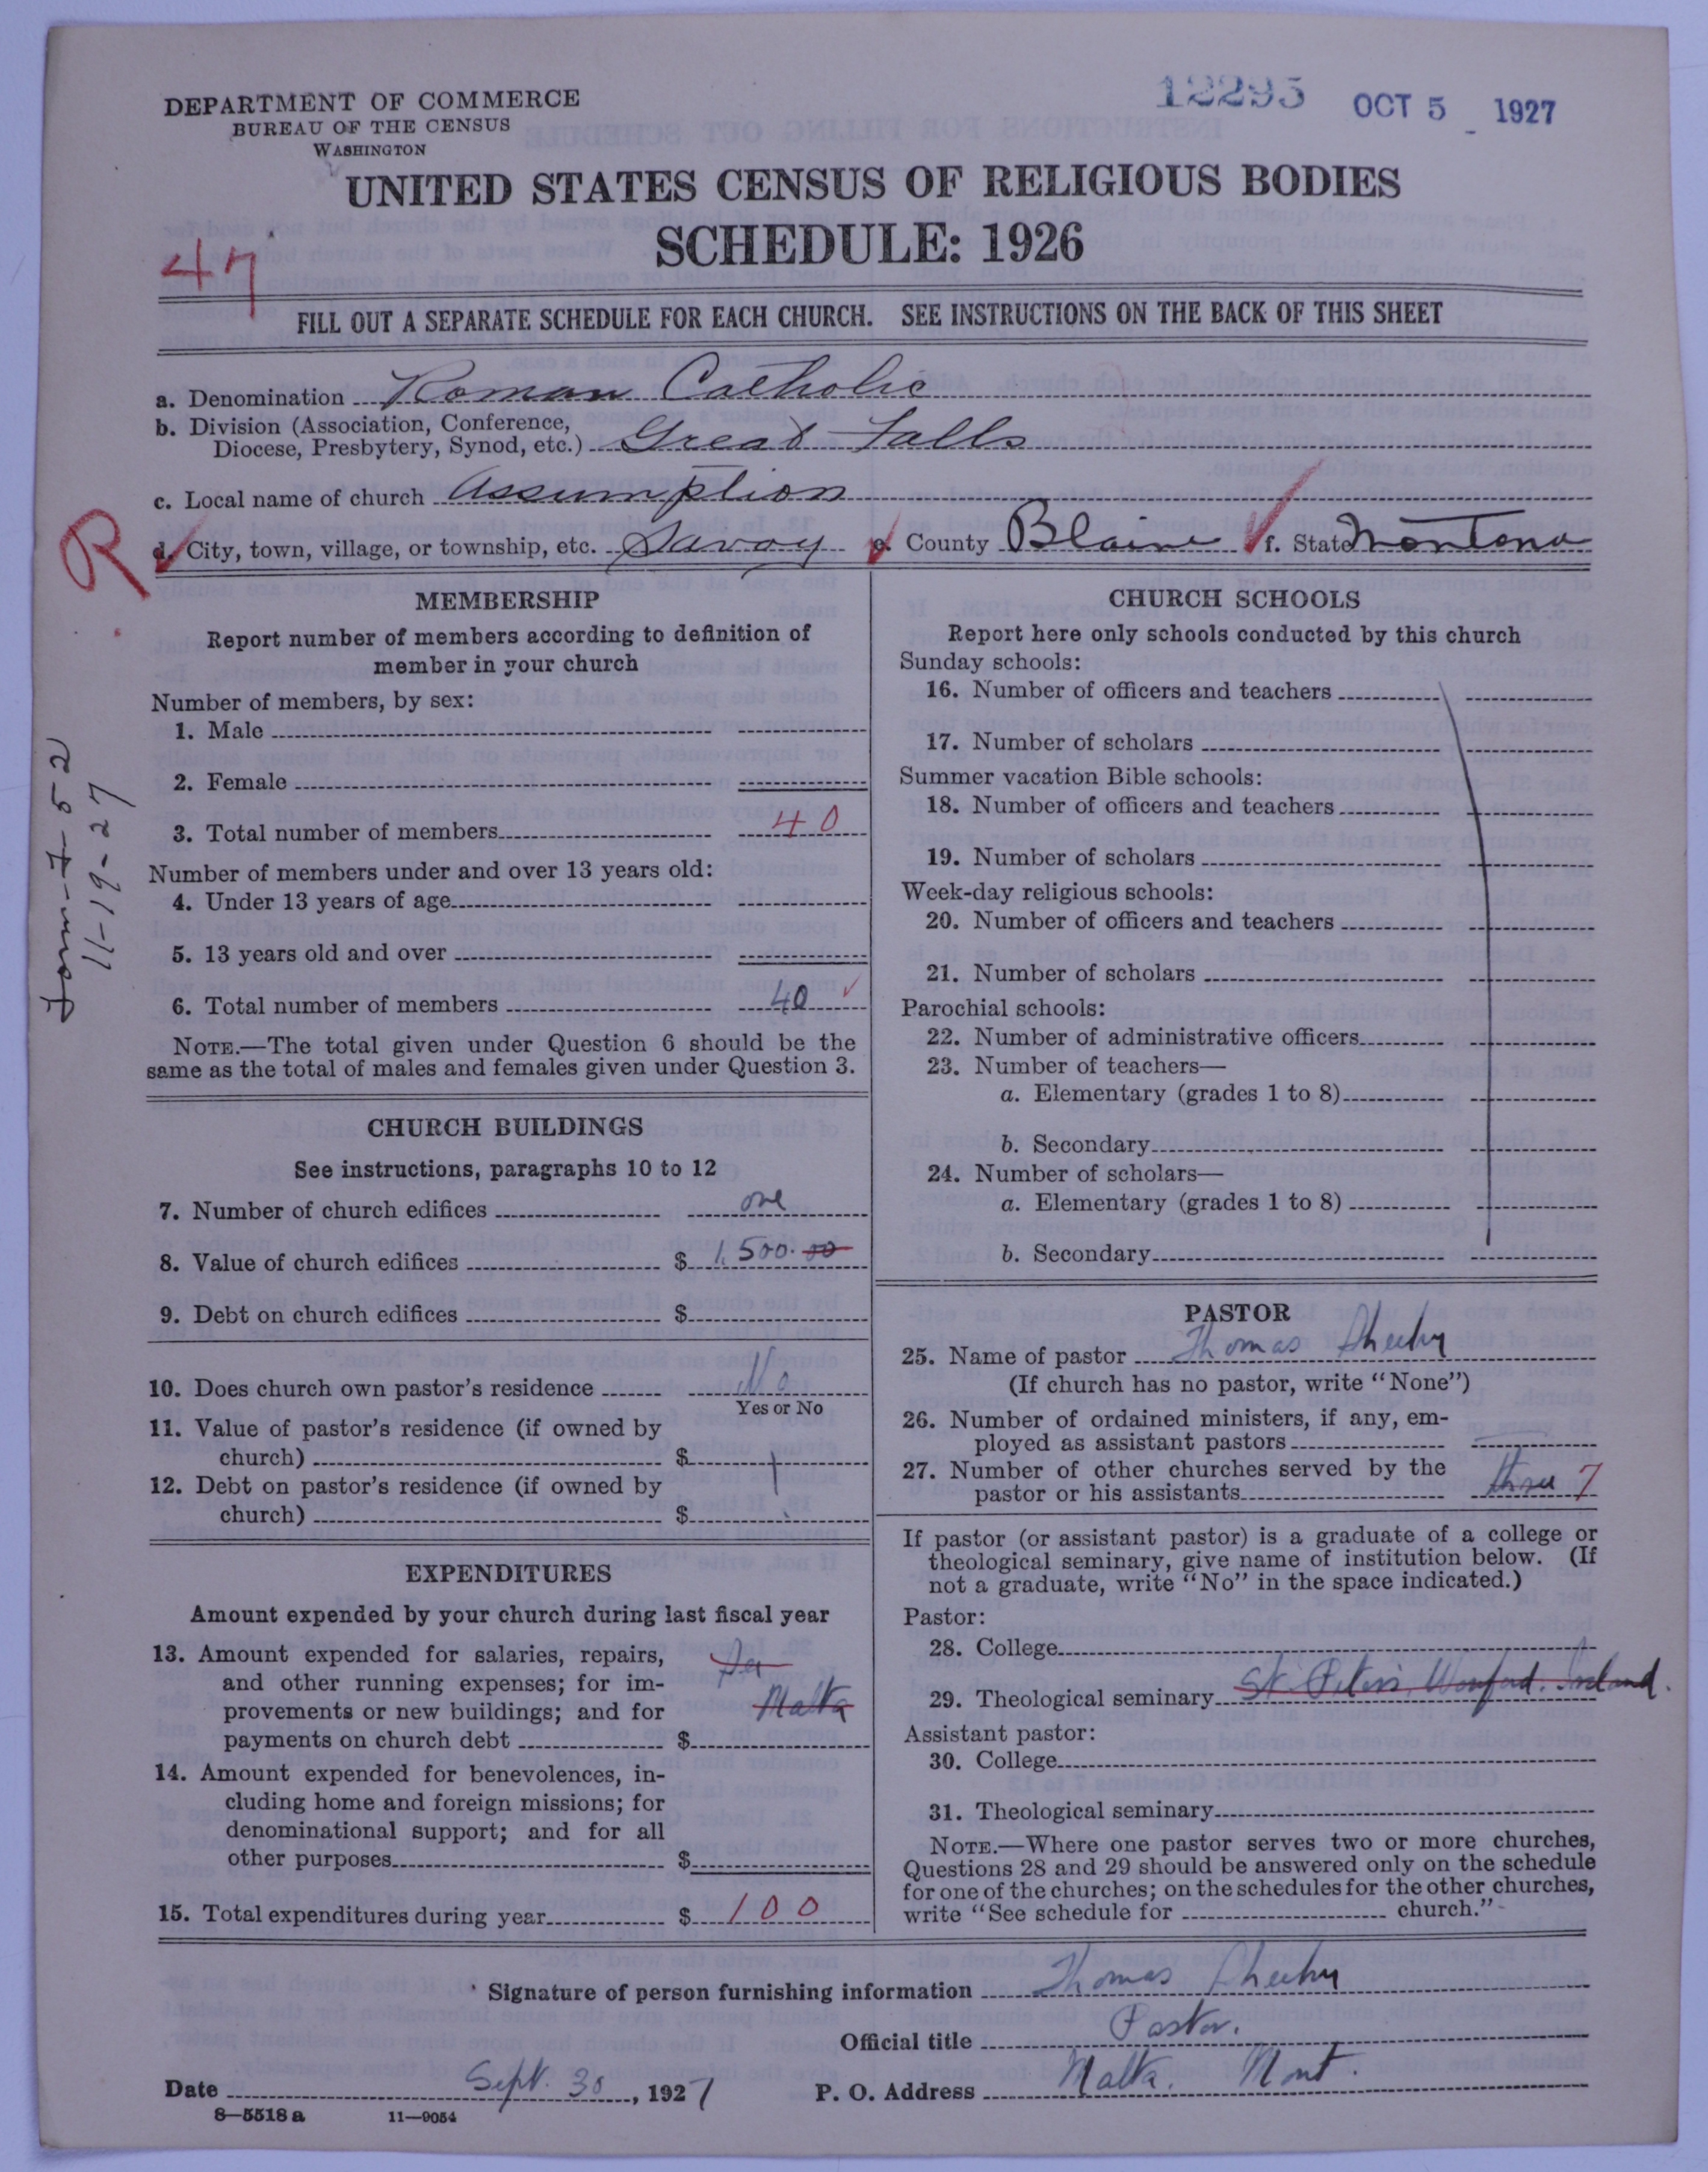 DEPARTMENT OF COMMERCE
BUREAU OF THE CENSUS
WASHINGTON
12295 OCT 5 1927
UNITED STATES CENSUS OF RELIGIOUS BODIES
SCHEDULE: 1926
47
FILL OUT A SEPARATE SCHEDULE FOR EACH CHURCH. SEE INSTRUCTIONS ON THE BACK OF THIS SHEET
a. Denomination Roman Catholic
b. Division (Association, Conference,
Diocese, Presbytery, Synod, etc.) Great Falls
c. Local name of church Assumption
R
d. City, town, village, or township, etc. Savoy e. County Blaine f. State Montana
11-19-27
MEMBERSHIP
Report number of members according to definition of
member in your church
Number of members, by sex:
1. Male
2. Female
3. Total number of members 40
Number of members under and over 13 years old:
4. Under 13 years of age
5. 13 years old and over
6. Total number of members 40
NOTE.—The total given under Question 6 should be the
same as the total of males and females given under Question 3.
CHURCH BUILDINGS
See instructions, paragraphs 10 to 12
7. Number of church edifices one
8. Value of church edifices $ 1,500.00
9. Debt on church edifices $
10. Does church own pastor's residence No
Yes or No
11. Value of pastor's residence (if owned by
church) $
12. Debt on pastor's residence (if owned by
church) $
EXPENDITURES
Amount expended by your church during last fiscal year
13. Amount expended for salaries, repairs,
and other running expenses; for im-
provements or new buildings; and for Malta
payments on church debt $
14. Amount expended for benevolences, in-
cluding home and foreign missions; for
denominational support; and for all
other purposes $
15. Total expenditures during year $ 100
CHURCH SCHOOLS
Report here only schools conducted by this church
Sunday schools:
16. Number of officers and teachers
17. Number of scholars
Summer vacation Bible schools:
18. Number of officers and teachers
19. Number of scholars
Week-day religious schools:
20. Number of officers and teachers
21. Number of scholars
Parochial schools:
22. Number of administrative officers
23. Number of teachers—
a. Elementary (grades 1 to 8)
b. Secondary
24. Number of scholars—
a. Elementary (grades 1 to 8)
b. Secondary
PASTOR
25. Name of pastor Thomas Sheehy
(If church has no pastor, write "None")
26. Number of ordained ministers, if any, em-
ployed as assistant pastors
27. Number of other churches served by the
pastor or his assistants three 7
If pastor (or assistant pastor) is a graduate of a college or
theological seminary, give name of institution below. (If
not a graduate, write "No" in the space indicated.)
Pastor:
28. College
29. Theological seminary St. Peters, Wexford, Ireland.
Assistant pastor:
30. College
31. Theological seminary
NOTE.—Where one pastor serves two or more churches,
Questions 28 and 29 should be answered only on the schedule
for one of the churches; on the schedules for the other churches,
write "See schedule for church."
Signature of person furnishing information Thomas Sheehy
Official title Pastor.
Date Sept. 30, 1927 P. O. Address Malta, Mont.
8—5518 a 11—9054